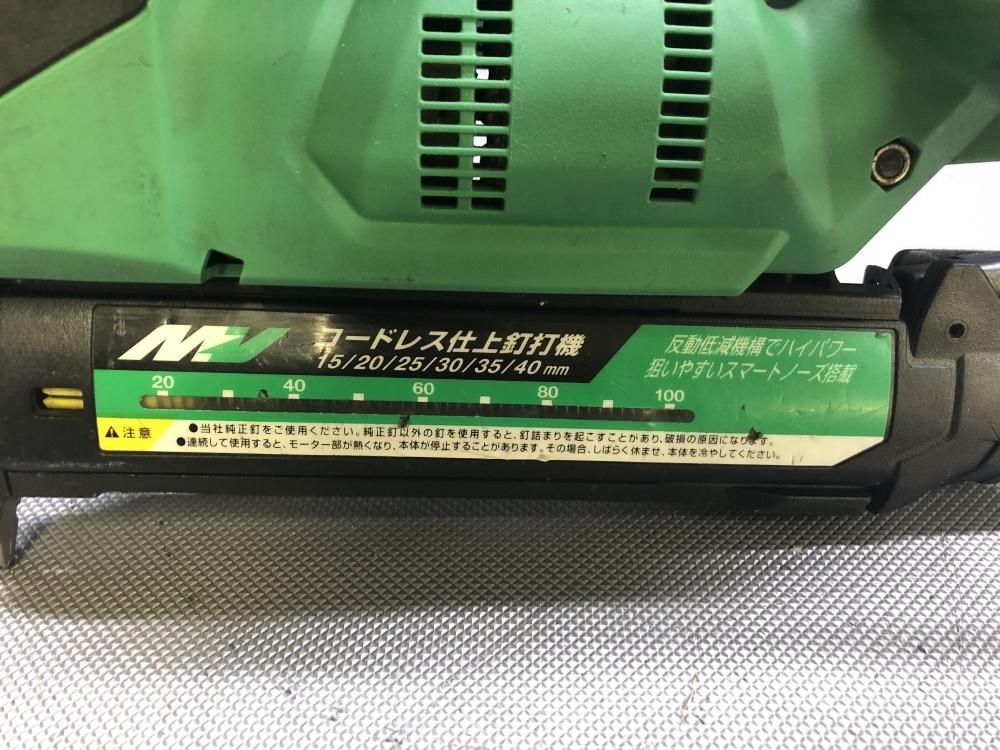 MV コードレス仕上釘打機
15/20/25/30/35/40mm
反動低減機構でハイパワー
狙いやすいスマートノーズ搭載
20 40 60 80 100
注意
●当社純正釘をご使用ください。純正釘以外の釘を使用すると、釘詰まりを起こすことがあり、破損の原因になります。
●連続して使用すると、モーター部が熱くなり、本体が停止することがあります。その場合、しばらく休ませ、本体を冷やしてください。